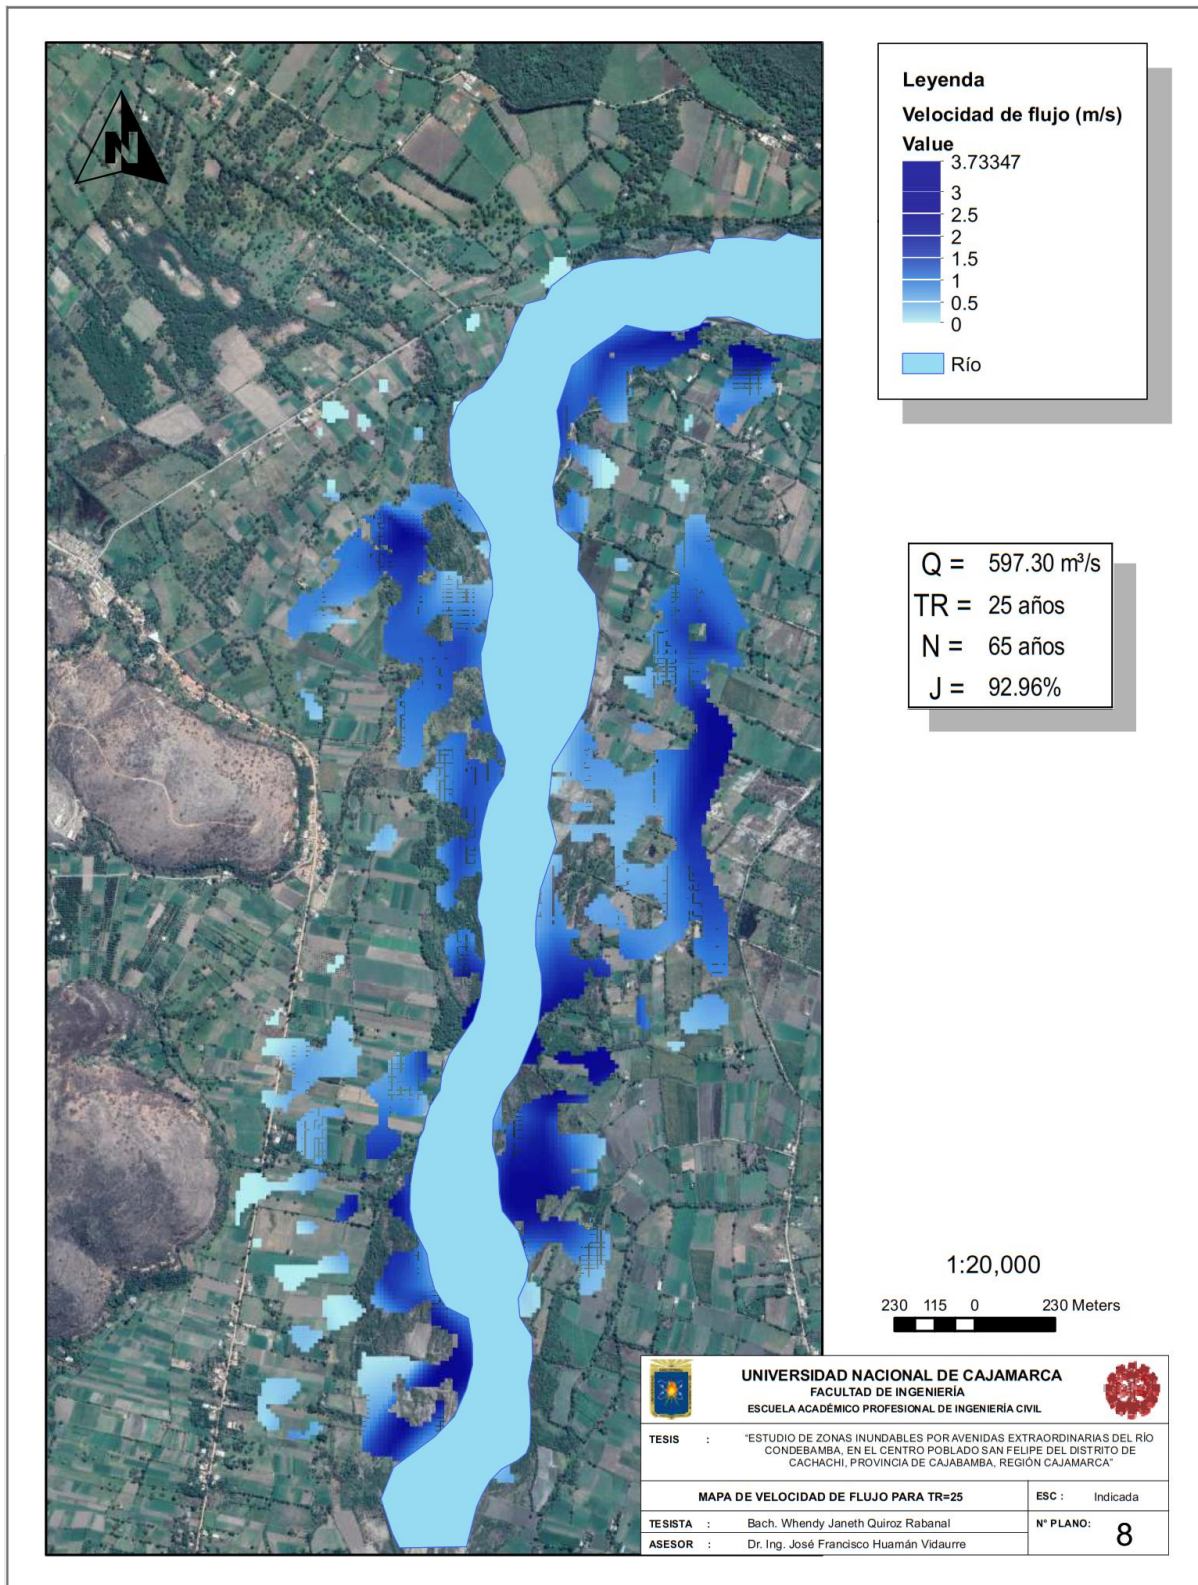 N
Leyenda
Velocidad de flujo (m/s)
Value
3.73347
3
2.5
2
1.5
1
0.5
0
Río
Q = 597.30 m³/s
TR = 25 años
N = 65 años
J = 92.96%
1:20,000
230 115 0 230 Meters
UNIVERSIDAD NACIONAL DE CAJAMARCA
FACULTAD DE INGENIERÍA
ESCUELA ACADÉMICO PROFESIONAL DE INGENIERÍA CIVIL
TESIS : "ESTUDIO DE ZONAS INUNDABLES POR AVENIDAS EXTRAORDINARIAS DEL RÍO
CONDEBAMBA, EN EL CENTRO POBLADO SAN FELIPE DEL DISTRITO DE
CACHACHI, PROVINCIA DE CAJABAMBA, REGIÓN CAJAMARCA"
MAPA DE VELOCIDAD DE FLUJO PARA TR=25
ESC : Indicada
TESISTA : Bach. Whendy Janeth Quiroz Rabanal
ASESOR : Dr. Ing. José Francisco Huamán Vidaurre
N° PLANO: 8